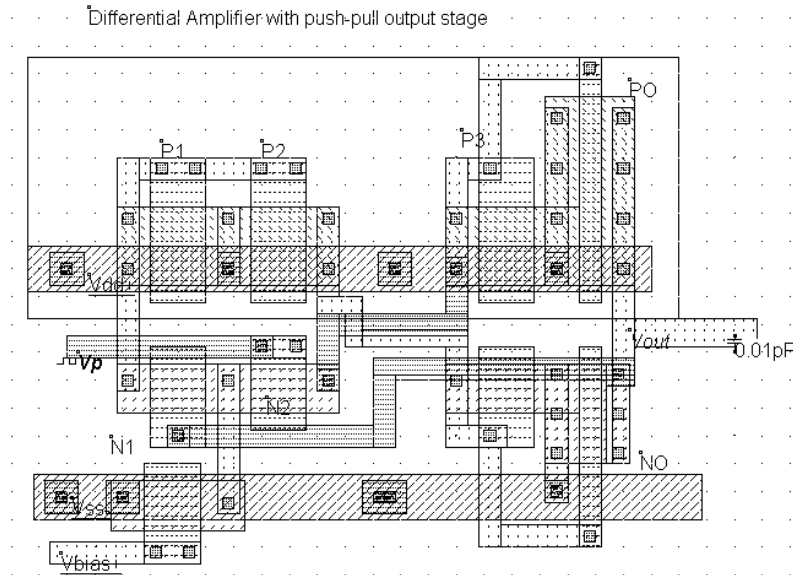 Differential Amplifier with push-pull output stage
PO
P3
P1
P2
Vdd+
Vout
0.01pF
Vp
N2
N1
NO
Vss-
Vbias+